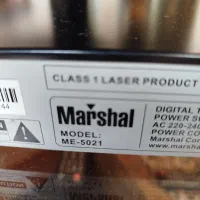 CLASS 1 LASER PRODUCT
44
Marshal
MODEL:
ME-5021
DIGITAL
POWER
AC 220-24
POWER CO
Marshal Co
www.marsha